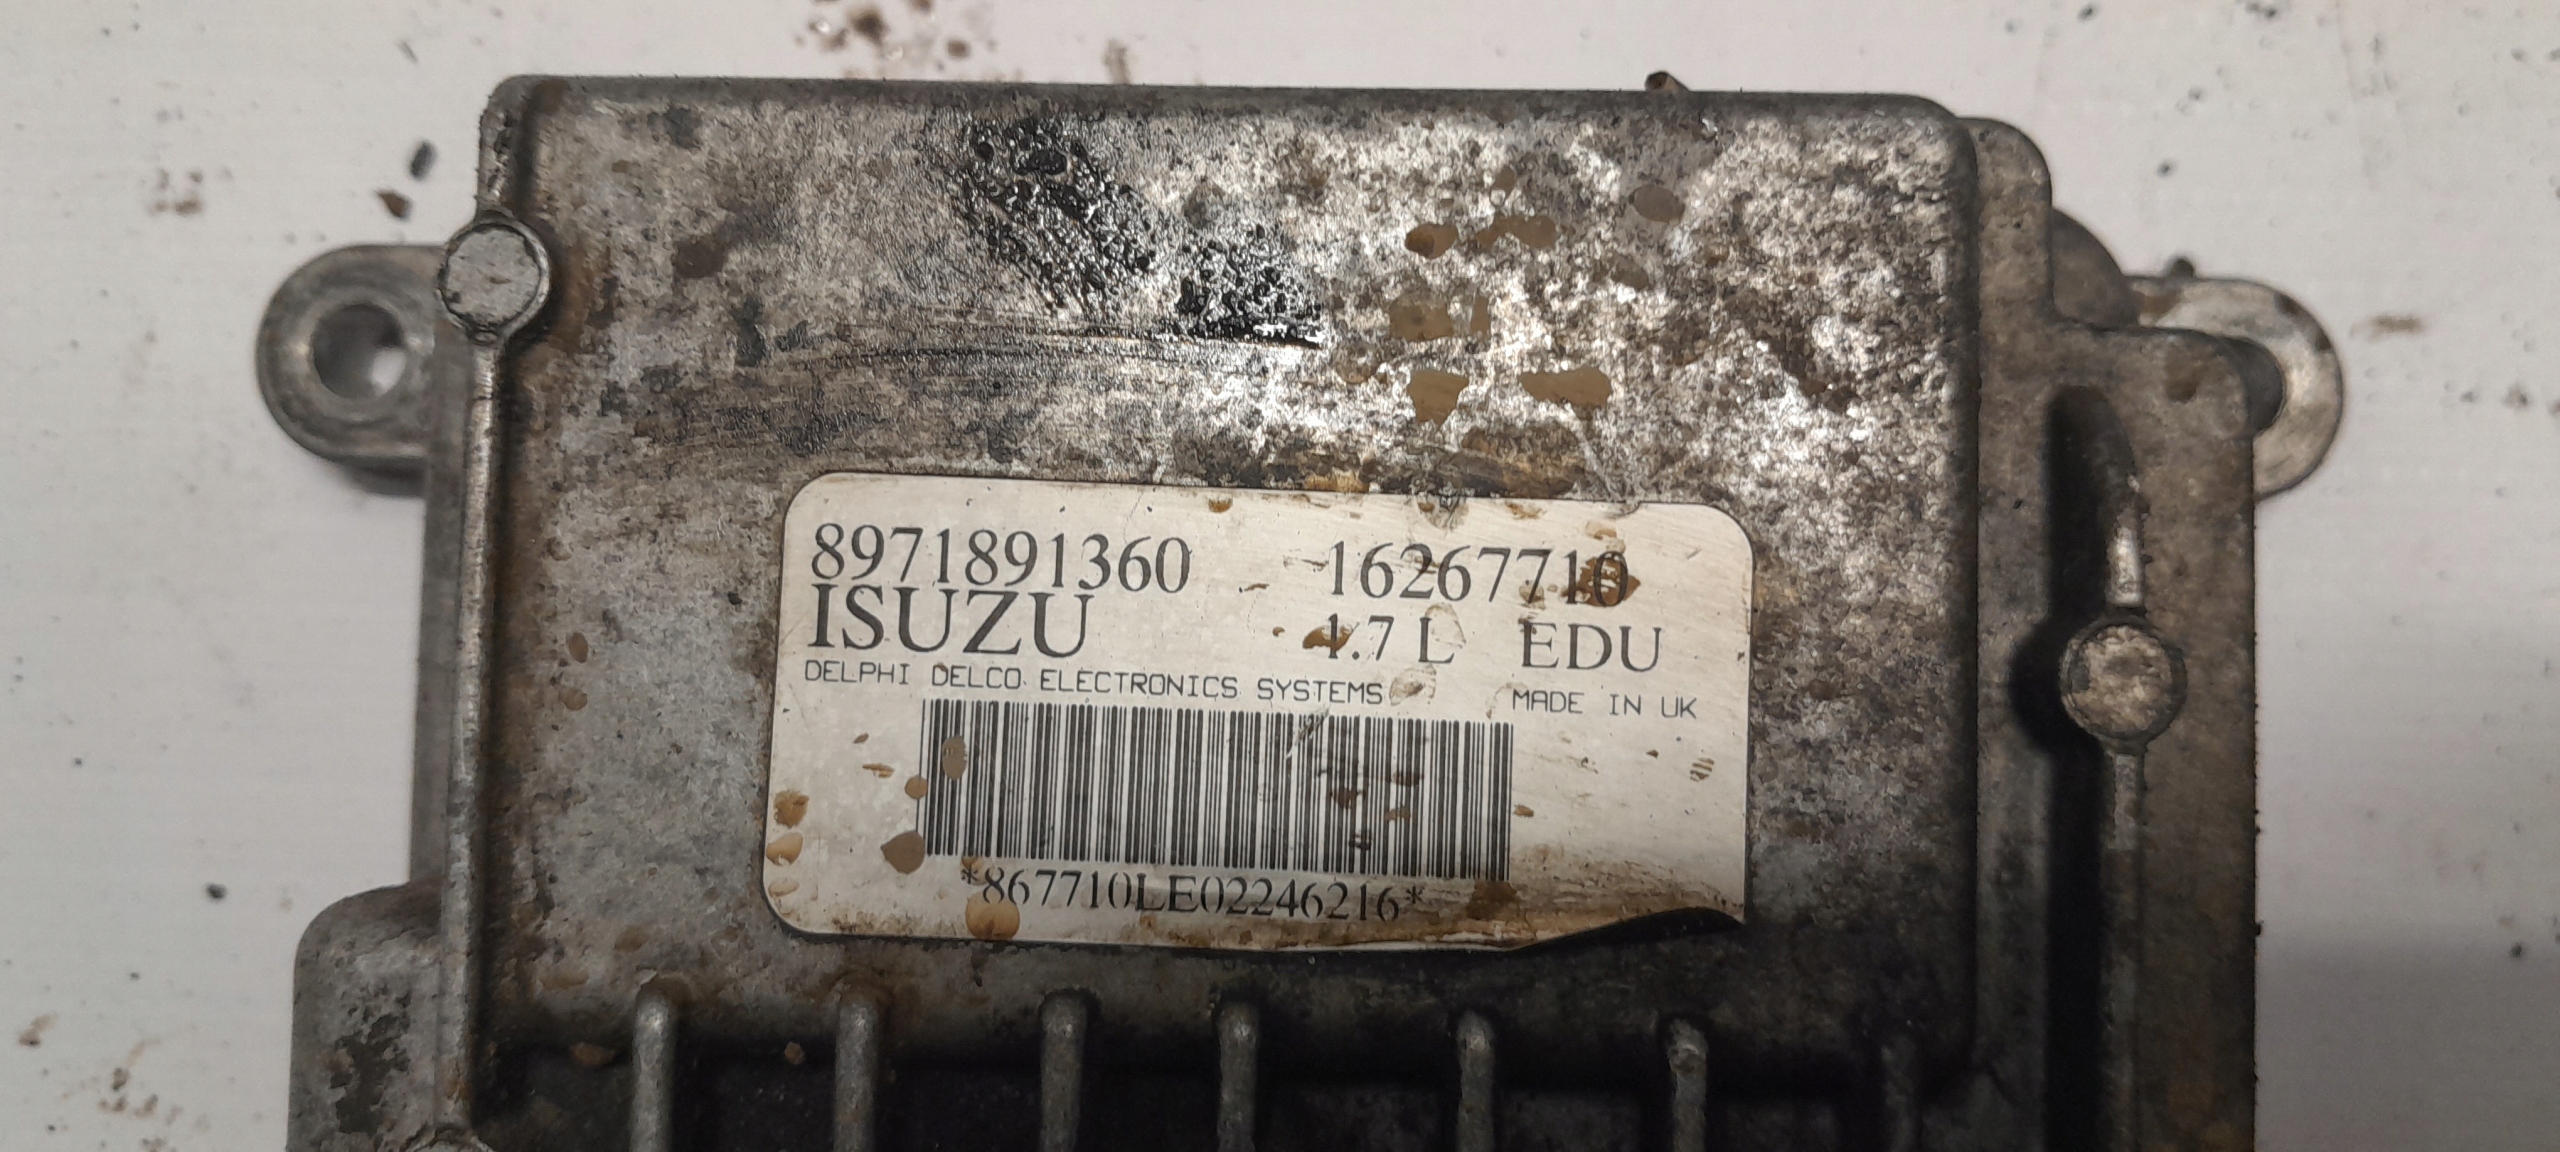 8971891360 16267710
ISUZU 1.7 L EDU
DELPHI DELCO ELECTRONICS SYSTEMS MADE IN UK
*867710LE02246216*